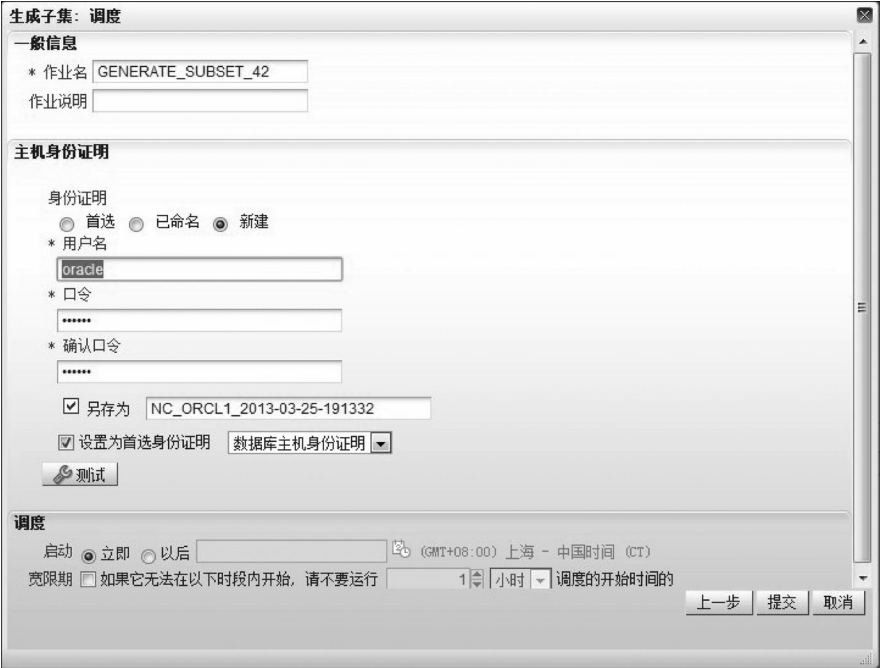 生成子集: 调度
一般信息
* 作业名 GENERATE_SUBSET_42
作业说明
主机身份证明
身份证明
首选 已命名 新建
* 用户名
oracle
* 口令
••••••
* 确认口令
••••••
另存为 NC_ORCL1_2013-03-25-191332
设置为首选身份证明 数据库主机身份证明
测试
调度
启动 立即 以后 (GMT+08:00) 上海 - 中国时间 (CT)
宽限期 如果它无法在以下时段内开始, 请不要运行 1 小时 调度的开始时间的
上一步 提交 取消